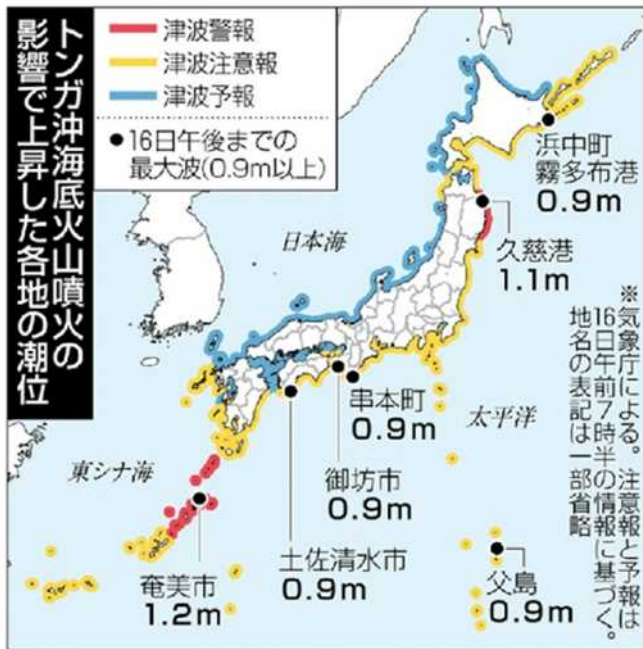 トンガ沖海底火山噴火の
影響で上昇した各地の潮位
津波警報
津波注意報
津波予報
16日午後までの
最大波(0.9m以上)
浜中町
霧多布港
0.9m
久慈港
1.1m
日本海
※気象庁による。注意報と予報は
16日午前7時半の情報に基づく。
地名の表記は一部省略
太平洋
串本町
0.9m
御坊市
0.9m
東シナ海
土佐清水市
0.9m
奄美市
1.2m
父島
0.9m